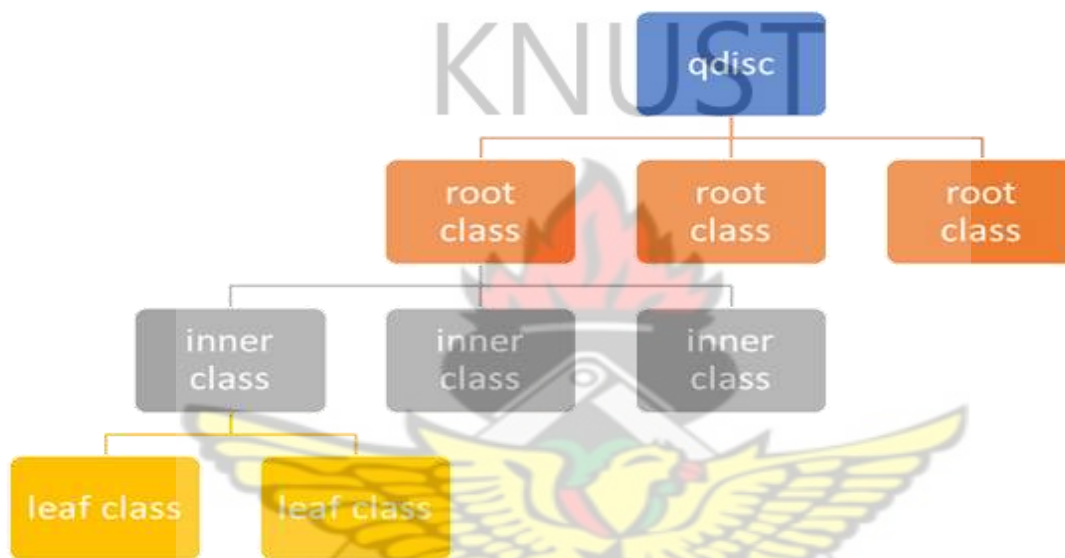 KNUST
qdisc
root
class
root
class
root
class
inner
class
inner
class
inner
class
leaf class
leaf class